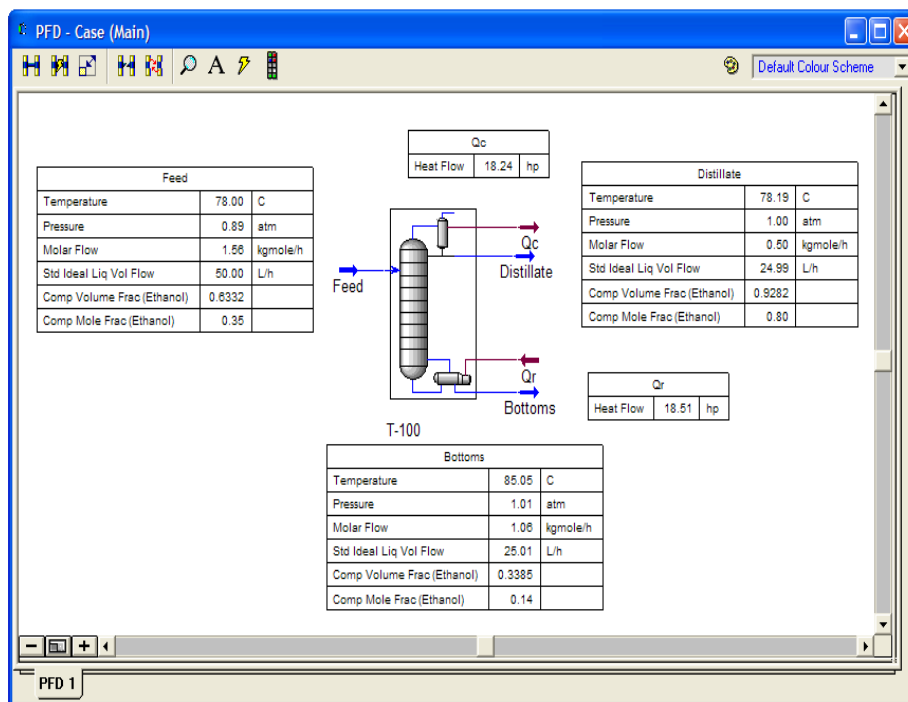 PFD - Case (Main)
A
Default Colour Scheme
Qc
Heat Flow 18.24 hp
Feed
Temperature 78.00 C
Pressure 0.89 atm
Molar Flow 1.56 kgmole/h
Std Ideal Liq Vol Flow 50.00 L/h
Comp Volume Frac (Ethanol) 0.6332
Comp Mole Frac (Ethanol) 0.35
Distillate
Temperature 78.19 C
Pressure 1.00 atm
Molar Flow 0.50 kgmole/h
Std Ideal Liq Vol Flow 24.99 L/h
Comp Volume Frac (Ethanol) 0.9282
Comp Mole Frac (Ethanol) 0.80
Qc
Distillate
Feed
Qr
Bottoms
T-100
Qr
Heat Flow 18.51 hp
Bottoms
Temperature 85.05 C
Pressure 1.01 atm
Molar Flow 1.06 kgmole/h
Std Ideal Liq Vol Flow 25.01 L/h
Comp Volume Frac (Ethanol) 0.3385
Comp Mole Frac (Ethanol) 0.14
PFD 1